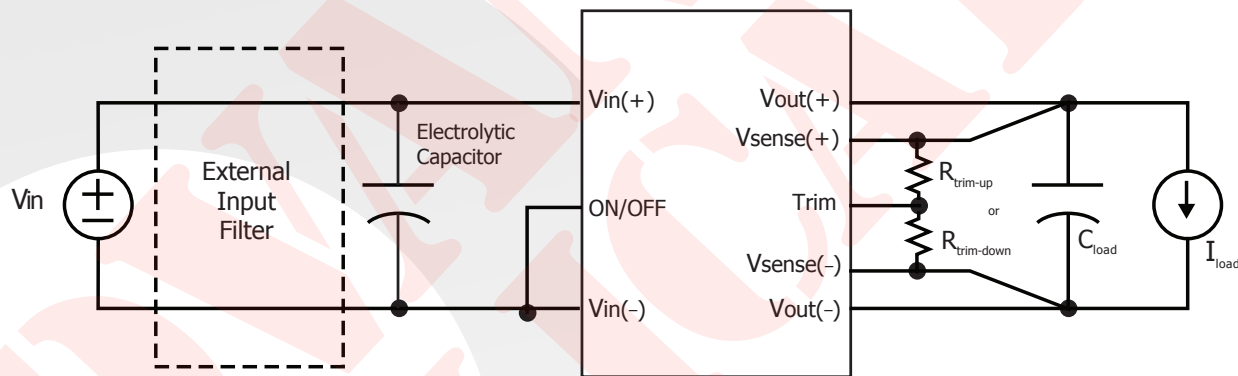 Vin
External
Input
Filter
Electrolytic
Capacitor
Vin(+)
ON/OFF
Vin(−)
Vout(+)
Vsense(+)
Trim
Vsense(−)
Vout(−)
Rtrim-up
or
Rtrim-down
Cload
Iload